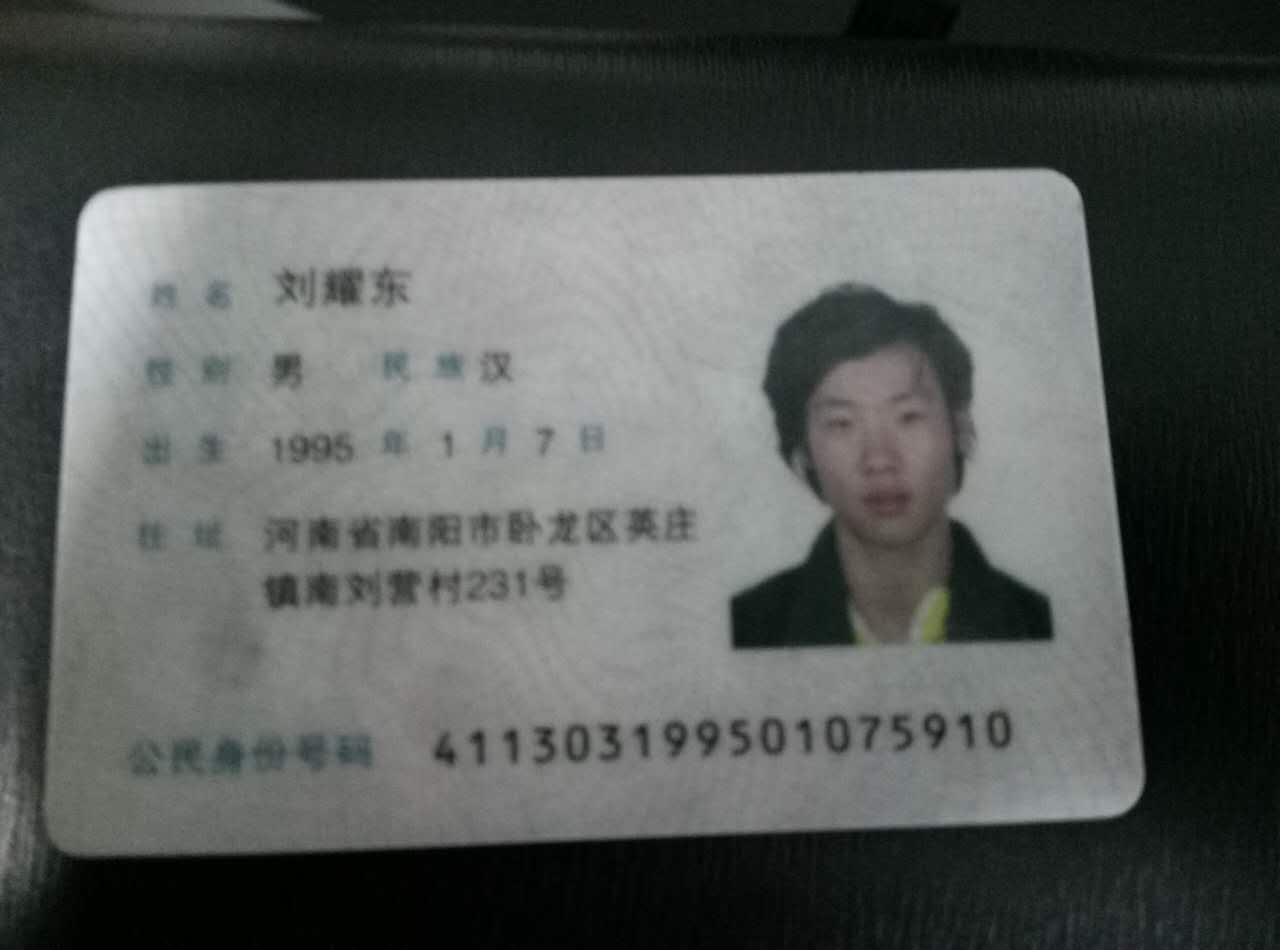 姓名 刘耀东
性别 男 民族 汉
出生 1995 年 1 月 7 日
住址 河南省南阳市卧龙区英庄
镇南刘营村231号
公民身份号码 411303199501075910